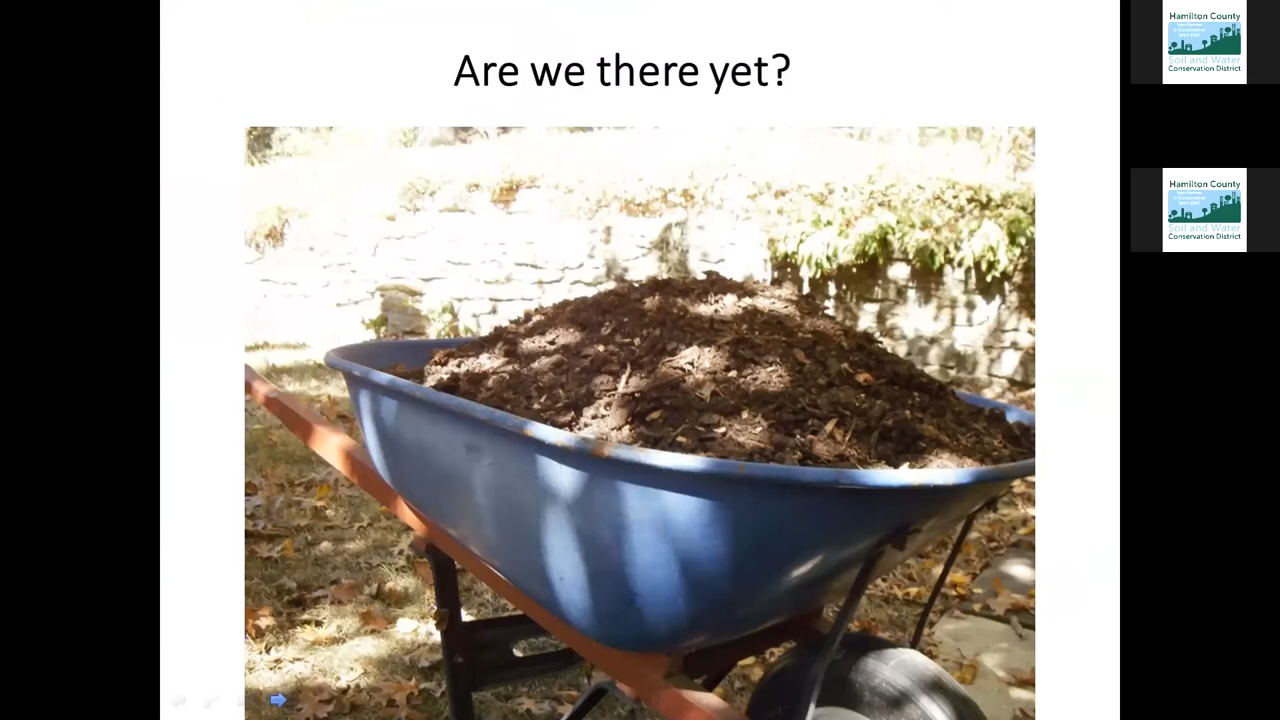 Are we there yet?
Hamilton County
Soil and Water
Conservation District
Hamilton County
Soil and Water
Conservation District